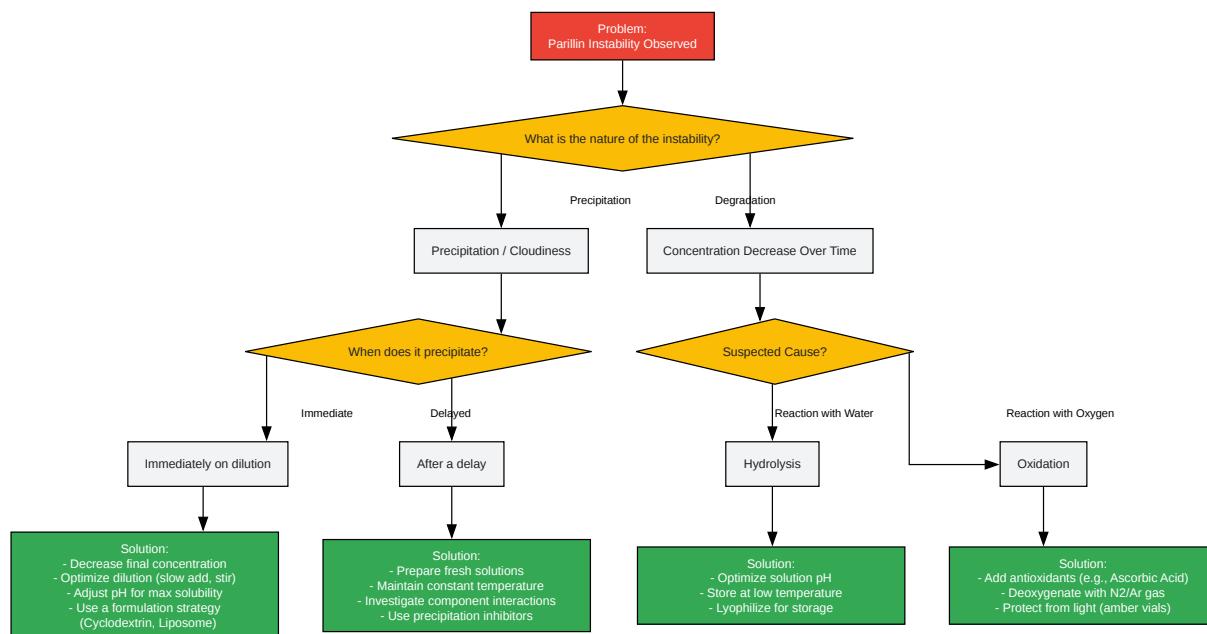 Problem:
Parillin Instability Observed
What is the nature of the instability?
Precipitation
Degradation
Precipitation / Cloudiness
Concentration Decrease Over Time
When does it precipitate?
Suspected Cause?
Immediate
Delayed
Reaction with Water
Reaction with Oxygen
Immediately on dilution
After a delay
Hydrolysis
Oxidation
Solution:
- Decrease final concentration
- Optimize dilution (slow add, stir)
- Adjust pH for max solubility
- Use a formulation strategy
(Cyclodextrin, Liposome)
Solution:
- Prepare fresh solutions
- Maintain constant temperature
- Investigate component interactions
- Use precipitation inhibitors
Solution:
- Optimize solution pH
- Store at low temperature
- Lyophilize for storage
Solution:
- Add antioxidants (e.g., Ascorbic Acid)
- Deoxygenate with N2/Ar gas
- Protect from light (amber vials)